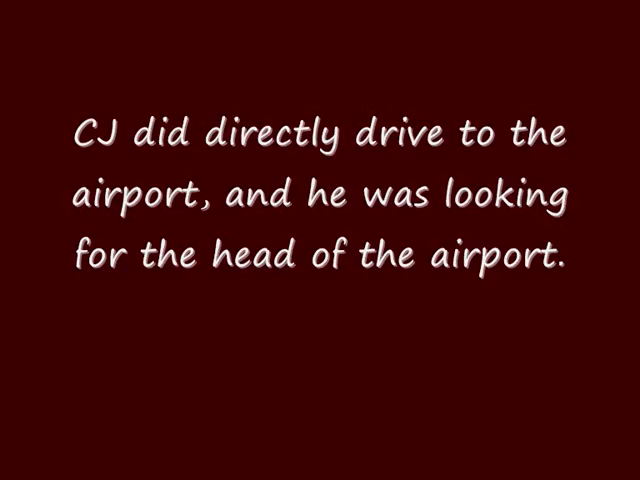 CJ did directly drive to the
airport, and he was looking
for the head of the airport.